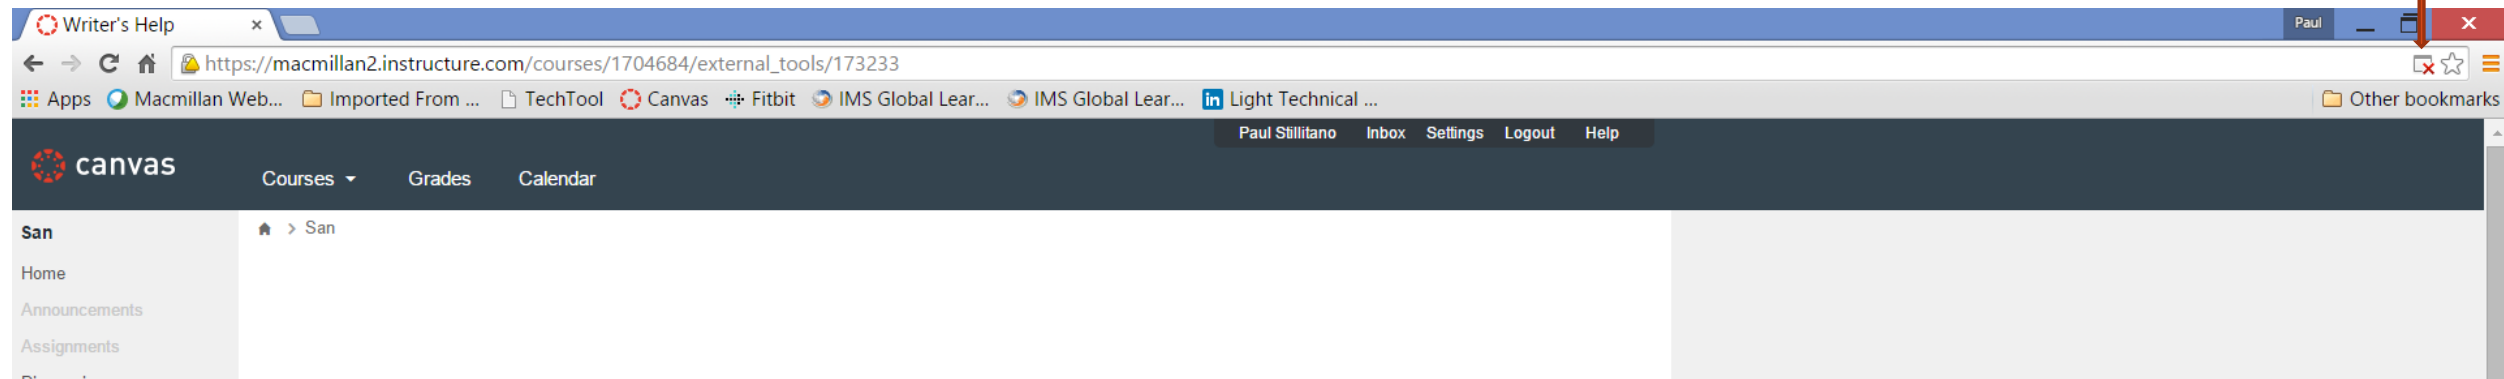 Writer's Help
Paul
https://macmillan2.instructure.com/courses/1704684/external_tools/173233
Apps Macmillan Web... Imported From ... TechTool Canvas Fitbit IMS Global Lear... IMS Global Lear... in Light Technical ... Other bookmarks
Paul Stillitano Inbox Settings Logout Help
canvas
Courses Grades Calendar
San
> San
Home
Announcements
Assignments